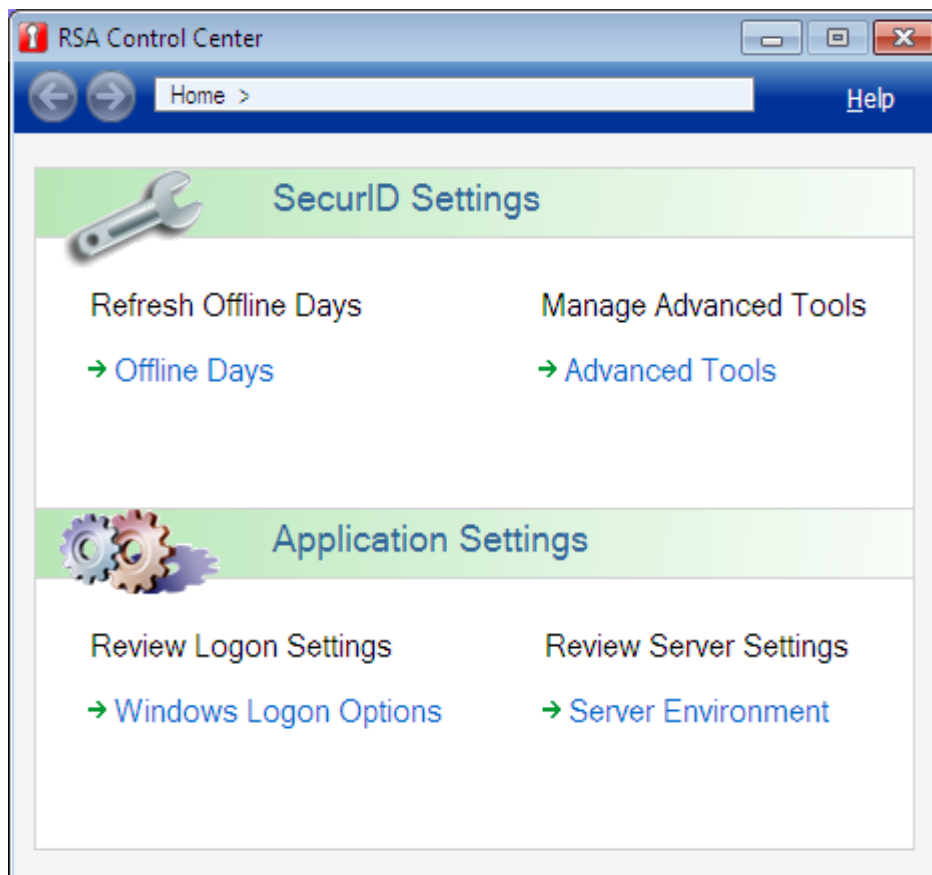 RSA Control Center
Home >
Help
SecurID Settings
Refresh Offline Days
Manage Advanced Tools
Offline Days
Advanced Tools
Application Settings
Review Logon Settings
Review Server Settings
Windows Logon Options
Server Environment